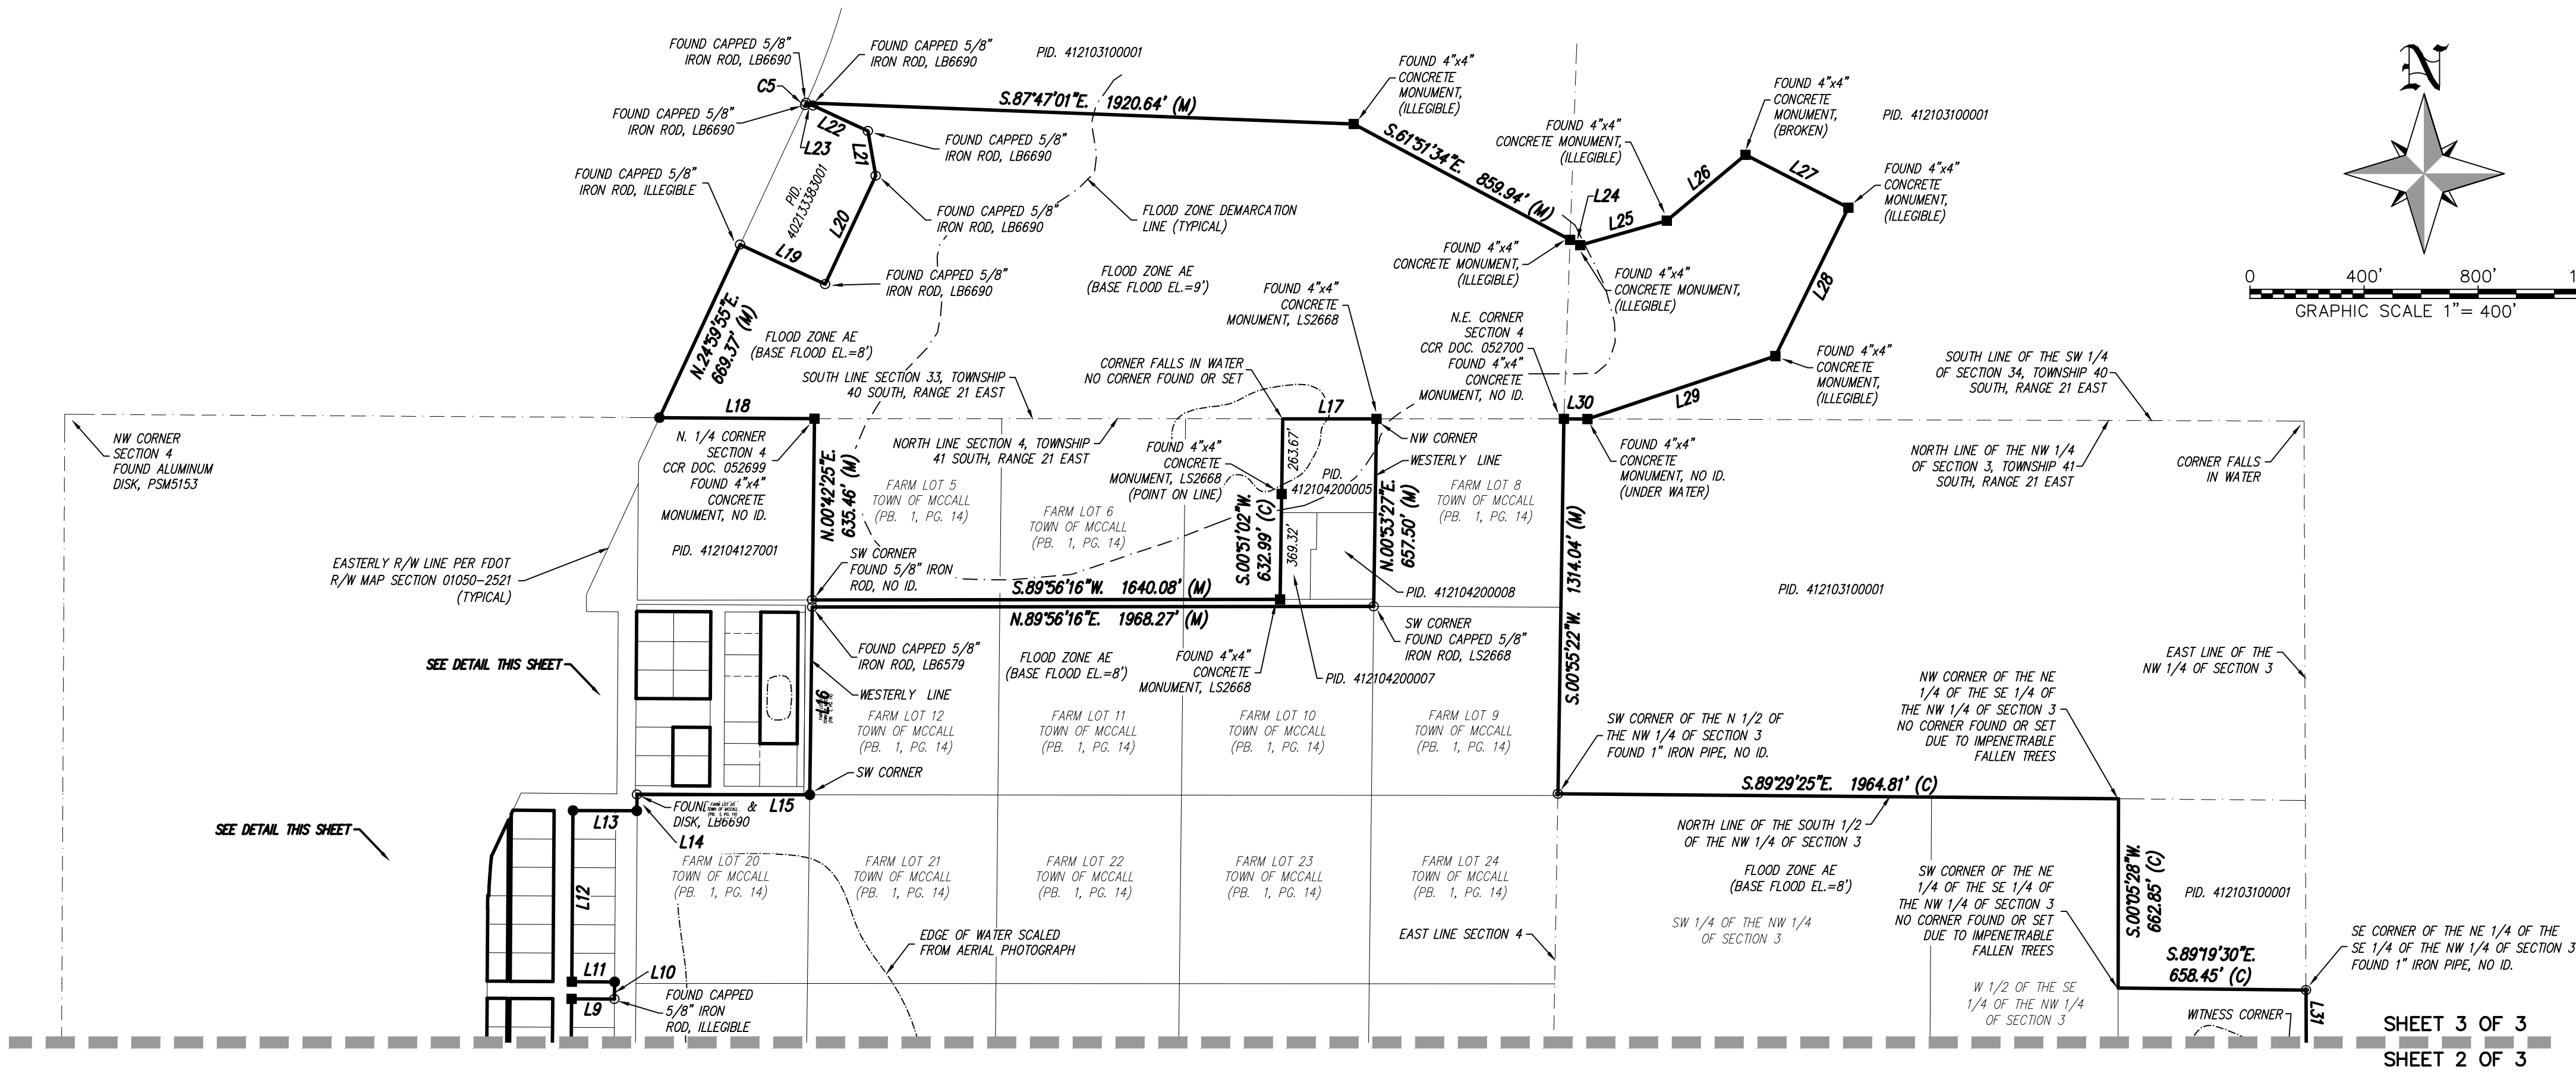 FOUND CAPPED 5/8"
IRON ROD, LB6690
C5
FOUND CAPPED 5/8"
IRON ROD, LB6690
FOUND CAPPED 5/8"
IRON ROD, LB6690
PID. 412103100001
S.87°47'01"E. 1920.64' (M)
L22
L23
L21
FOUND CAPPED 5/8"
IRON ROD, LB6690
FOUND CAPPED 5/8"
IRON ROD, ILLEGIBLE
PID.
402133383001
L20
L19
FOUND CAPPED 5/8"
IRON ROD, LB6690
FOUND CAPPED 5/8"
IRON ROD, LB6690
FLOOD ZONE DEMARCATION
LINE (TYPICAL)
FLOOD ZONE AE
(BASE FLOOD EL.=9')
FOUND 4"x4"
CONCRETE
MONUMENT,
(ILLEGIBLE)
S.61°51'34"E. 859.94' (M)
FOUND 4"x4"
CONCRETE MONUMENT,
(ILLEGIBLE)
FOUND 4"x4"
CONCRETE
MONUMENT,
(BROKEN)
PID. 412103100001
L24
L25
L26
L27
FOUND 4"x4"
CONCRETE
MONUMENT,
(ILLEGIBLE)
L28
FOUND 4"x4"
CONCRETE MONUMENT,
(ILLEGIBLE)
FOUND 4"x4"
CONCRETE MONUMENT,
(ILLEGIBLE)
FOUND 4"x4"
CONCRETE
MONUMENT,
(ILLEGIBLE)
L29
N
0 400' 800' 1
GRAPHIC SCALE 1"= 400'
N.24°59'55"E.
669.37' (M)
FLOOD ZONE AE
(BASE FLOOD EL.=8')
SOUTH LINE SECTION 33, TOWNSHIP
40 SOUTH, RANGE 21 EAST
CORNER FALLS IN WATER
NO CORNER FOUND OR SET
FOUND 4"x4"
CONCRETE
MONUMENT, LS2668
N.E. CORNER
SECTION 4
CCR DOC. 052700
FOUND 4"x4"
CONCRETE
MONUMENT, NO ID.
SOUTH LINE OF THE SW 1/4
OF SECTION 34, TOWNSHIP 40
SOUTH, RANGE 21 EAST
L18
L17
L30
NW CORNER
SECTION 4
FOUND ALUMINUM
DISK, PSM5153
N. 1/4 CORNER
SECTION 4
CCR DOC. 052699
FOUND 4"x4"
CONCRETE
MONUMENT, NO ID.
PID. 412104127001
N.00°42'25"E.
635.46' (M)
NORTH LINE SECTION 4, TOWNSHIP
41 SOUTH, RANGE 21 EAST
FARM LOT 5
TOWN OF MCCALL
(PB. 1, PG. 14)
FARM LOT 6
TOWN OF MCCALL
(PB. 1, PG. 14)
FOUND 4"x4"
CONCRETE
MONUMENT, LS2668
(POINT ON LINE)
263.67'
PID.
412104200005
S.00°51'02"W.
632.99' (C)
369.32'
NW CORNER
WESTERLY LINE
N.00°53'27"E.
657.50' (M)
FARM LOT 8
TOWN OF MCCALL
(PB. 1, PG. 14)
PID. 412104200008
FOUND 4"x4"
CONCRETE
MONUMENT, NO ID.
(UNDER WATER)
NORTH LINE OF THE NW 1/4
OF SECTION 3, TOWNSHIP 41
SOUTH, RANGE 21 EAST
CORNER FALLS
IN WATER
S.00°55'22"W. 1314.04' (M)
PID. 412103100001
EASTERLY R/W LINE PER FDOT
R/W MAP SECTION 01050-2521
(TYPICAL)
SW CORNER
FOUND 5/8" IRON
ROD, NO ID.
S.89°56'16"W. 1640.08' (M)
N.89°56'16"E. 1968.27' (M)
SEE DETAIL THIS SHEET
FOUND CAPPED 5/8"
IRON ROD, LB6579
WESTERLY LINE
L16
FLOOD ZONE AE
(BASE FLOOD EL.=8')
FOUND 4"x4"
CONCRETE
MONUMENT, LS2668
PID. 412104200007
SW CORNER
FOUND CAPPED 5/8"
IRON ROD, LS2668
EAST LINE OF THE
NW 1/4 OF SECTION 3
FARM LOT 12
TOWN OF MCCALL
(PB. 1, PG. 14)
FARM LOT 11
TOWN OF MCCALL
(PB. 1, PG. 14)
FARM LOT 10
TOWN OF MCCALL
(PB. 1, PG. 14)
FARM LOT 9
TOWN OF MCCALL
(PB. 1, PG. 14)
SW CORNER OF THE N 1/2 OF
THE NW 1/4 OF SECTION 3
FOUND 1" IRON PIPE, NO ID.
NW CORNER OF THE NE
1/4 OF THE SE 1/4 OF
THE NW 1/4 OF SECTION 3
NO CORNER FOUND OR SET
DUE TO IMPENETRABLE
FALLEN TREES
SW CORNER
S.89°29'25"E. 1964.81' (C)
SEE DETAIL THIS SHEET
L13
& L15
DISK, LB6690
L14
NORTH LINE OF THE SOUTH 1/2
OF THE NW 1/4 OF SECTION 3
FARM LOT 20
TOWN OF MCCALL
(PB. 1, PG. 14)
FARM LOT 21
TOWN OF MCCALL
(PB. 1, PG. 14)
FARM LOT 22
TOWN OF MCCALL
(PB. 1, PG. 14)
FARM LOT 23
TOWN OF MCCALL
(PB. 1, PG. 14)
FARM LOT 24
TOWN OF MCCALL
(PB. 1, PG. 14)
FLOOD ZONE AE
(BASE FLOOD EL.=8')
SW 1/4 OF THE NW 1/4
OF SECTION 3
SW CORNER OF THE NE
1/4 OF THE SE 1/4 OF
THE NW 1/4 OF SECTION 3
NO CORNER FOUND OR SET
DUE TO IMPENETRABLE
FALLEN TREES
S.00°05'28"W.
662.85' (C)
PID. 412103100001
L12
EDGE OF WATER SCALED
FROM AERIAL PHOTOGRAPH
EAST LINE SECTION 4
S.89°19'30"E.
658.45' (C)
SE CORNER OF THE NE 1/4 OF THE
SE 1/4 OF THE NW 1/4 OF SECTION 3
FOUND 1" IRON PIPE, NO ID.
L11
L10
L9
FOUND CAPPED
5/8" IRON
ROD, ILLEGIBLE
W 1/2 OF THE SE
1/4 OF THE NW 1/4
OF SECTION 3
WITNESS CORNER
L31
SHEET 3 OF 3
SHEET 2 OF 3